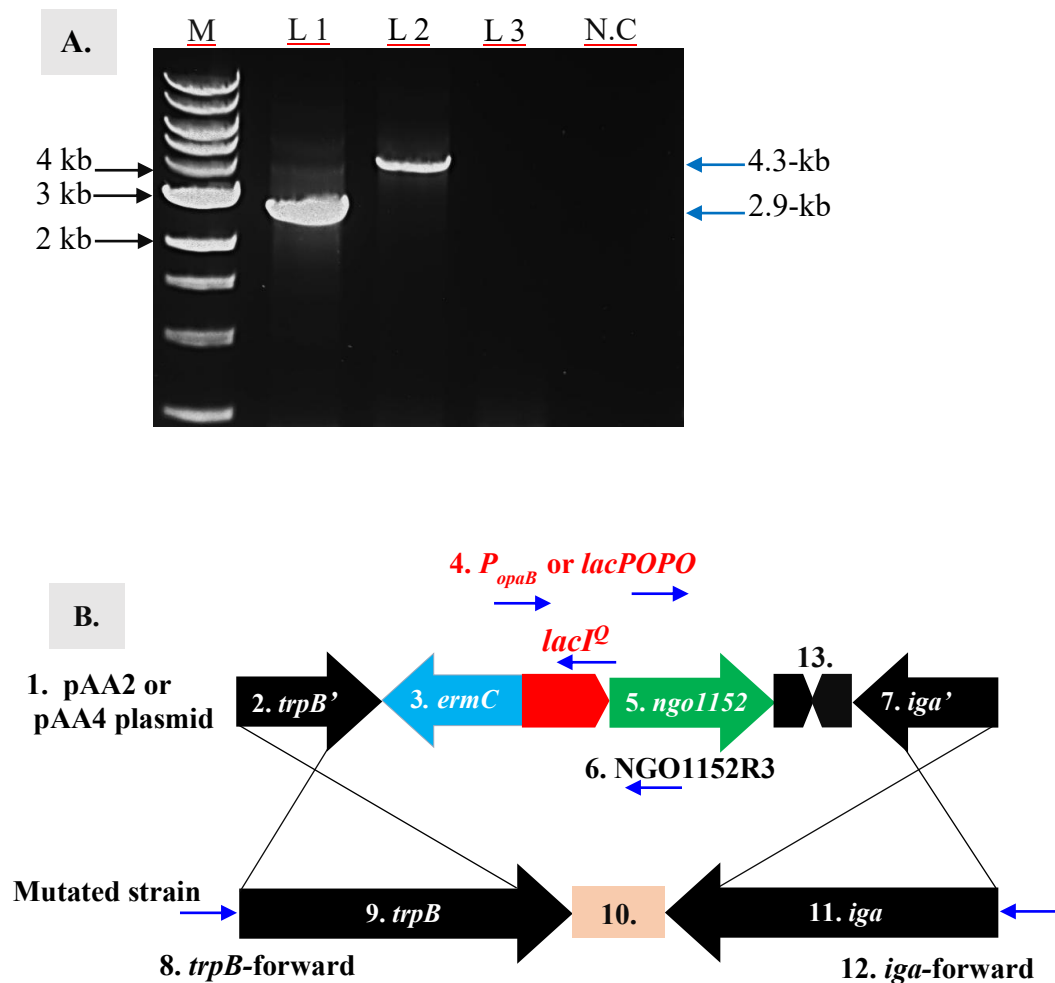 A.
M L 1 L 2 L 3 N.C
4 kb
3 kb
2 kb
4.3-kb
2.9-kb
B.
4. PopaB or lacPOPO
lacIQ
13.
1. pAA2 or
pAA4 plasmid
2. trpB’
3. ermC
5. ngo1152
7. iga’
6. NGO1152R3
Mutated strain
9. trpB
10.
11. iga
8. trpB-forward
12. iga-forward